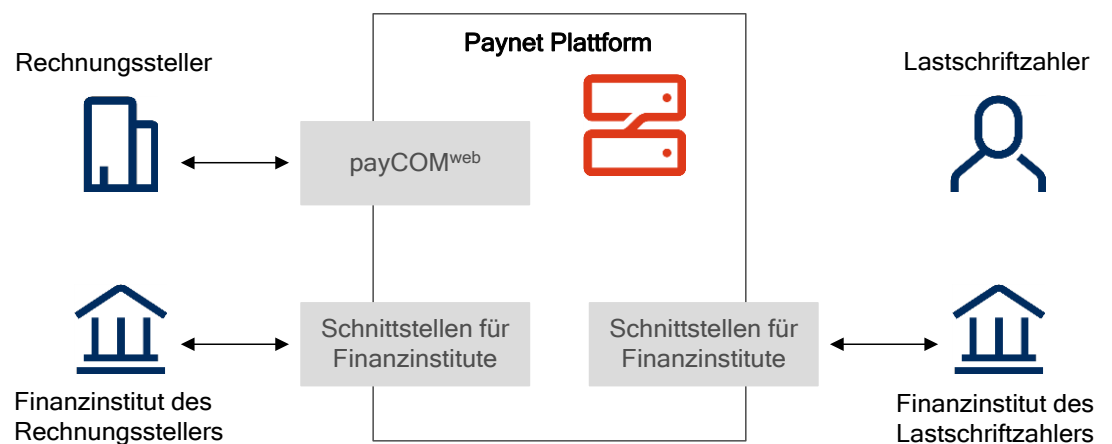 Paynet Plattform
Rechnungssteller
Lastschriftzahler
payCOMweb
Schnittstellen für
Finanzinstitute
Schnittstellen für
Finanzinstitute
Finanzinstitut des
Rechnungsstellers
Finanzinstitut des
Lastschriftzahlers